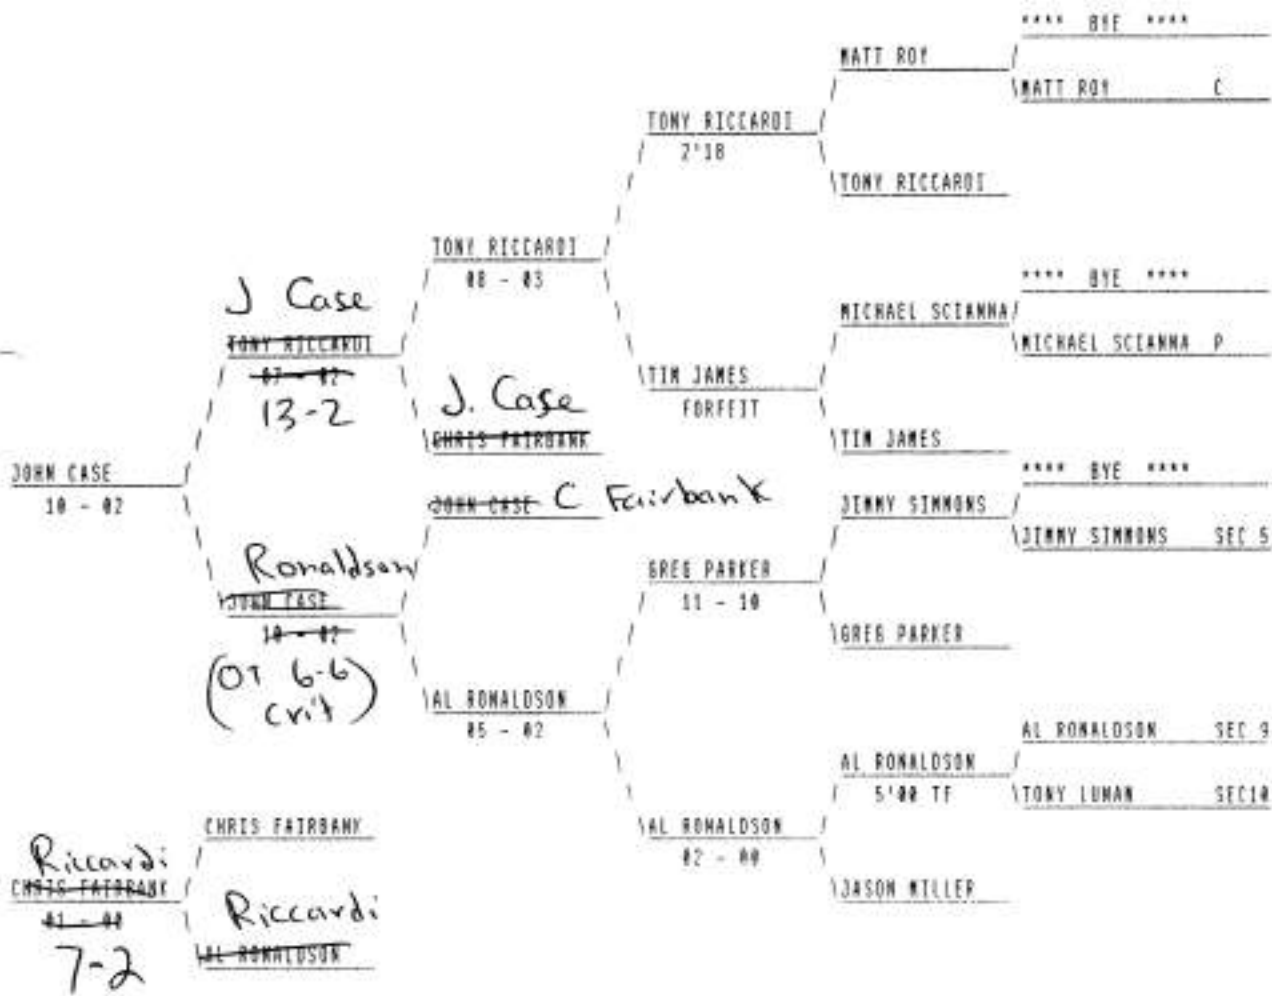 **** BYE ****
MATT ROY
MATT ROY C
TONY RICCARDI
2'18
TONY RICCARDI
TONY RICCARDI
08 - 03
**** BYE ****
J Case
MICHAEL SCIANNA
TONY RICCARDI
MICHAEL SCIANNA P
07 - 02
TIM JAMES
13-2
J. Case
FORFEIT
CHRIS FAIRBANK
TIM JAMES
JOHN CASE
**** BYE ****
10 - 02
JOHN CASE C Fairbank
JIMMY SIMMONS
JIMMY SIMMONS SEC 5
Ronaldson
GREG PARKER
JOHN CASE
11 - 10
10 - 02
GREG PARKER
(OT 6-6)
Crit
AL RONALDSON
05 - 02
AL RONALDSON SEC 9
AL RONALDSON
5'00 TF
TONY LUMAN SEC10
CHRIS FAIRBANK
AL RONALDSON
02 - 00
Riccardi
CHRIS FAIRBANK
JASON MILLER
01 - 00
Riccardi
AL RONALDSON
7-2